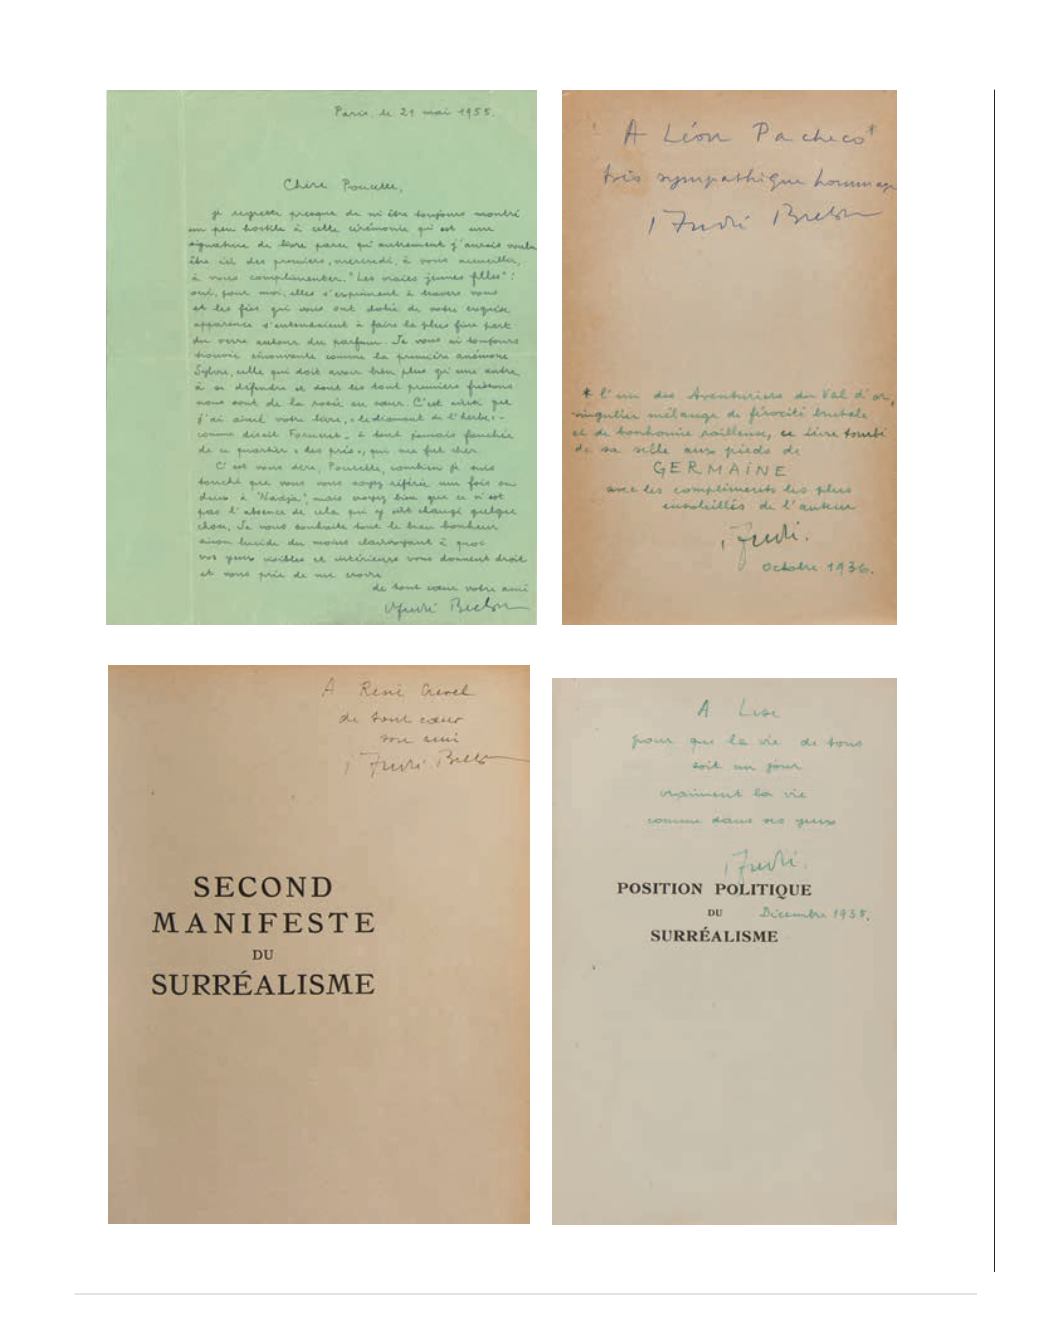 Paris, le 21 mai 1955.
Chère Poucette,
je regrette presque de m'être toujours montré
un peu hostile à cette cérémonie qu'est une
signature de livre parce qu'autrement j'aurais voulu
être ici des premiers, mercredi, à vous accueillir,
à vous complimenter. "Les vraies jeunes filles" :
oui, pour moi, elles s'expriment à travers vous
et les fées qui vous ont dotée de votre exquise
apparence s'entendaient à faire la plus fine part
du verre autour du parfum. Je vous ai toujours
trouvée émouvante comme la première anémone
Sylvie, celle qui doit avoir bien plus qu'une autre
à se défendre et dont les tout premiers frissons
nous sont de la rosée au cœur. C'est ainsi que
j'ai aimé votre livre, « le diamant de l'herbe » -
comme disait Forneret - à tout jamais fauchée
de ce quartier « des prés », qui me fut cher.
C'est vous dire, Poucette, combien je suis
touché que vous vous soyez référée une fois ou
deux à "Nadja", mais croyez bien que ce n'est
pas l'absence de cela qui y eût changé quelque
chose. Je vous souhaite tout le beau bonheur
sinon lucide du moins clairvoyant à quoi
vos yeux visibles et intérieurs vous donnent droit
et vous prie de me croire
de tout cœur votre ami
André Breton
A Léon Pacheco*
très sympathique hommage
André Breton
* l'un des Aventuriers du Val d'or,
singulier mélange de férocité brutale
et de bonhomie railleuse, ce livre tombé
de sa selle aux pieds de
GERMAINE
avec les compliments les plus
ensoleillés de l'auteur
André.
Octobre 1936.
A René Crevel
de tout cœur
son ami
André Breton
SECOND
MANIFESTE
DU
SURRÉALISME
A Lise
pour que la vie de tous
soit un jour
vraiment la vie
comme dans ses yeux
André.
POSITION POLITIQUE
DU
Décembre 1935.
SURRÉALISME